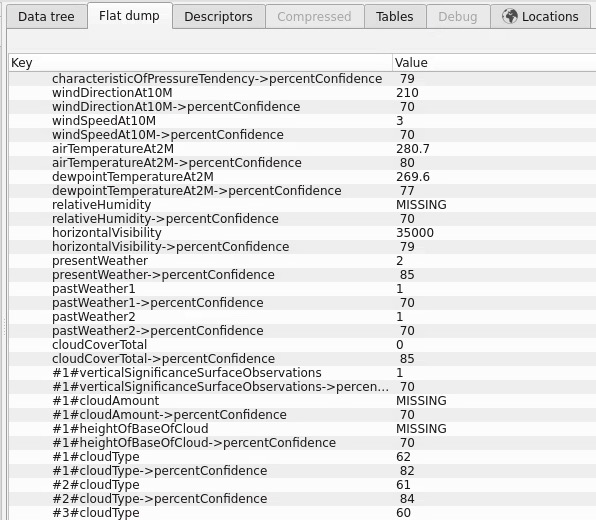 Data tree Flat dump Descriptors Compressed Tables Debug Locations
Key Value
characteristicOfPressureTendency->percentConfidence 79
windDirectionAt10M 210
windDirectionAt10M->percentConfidence 70
windSpeedAt10M 3
windSpeedAt10M->percentConfidence 70
airTemperatureAt2M 280.7
airTemperatureAt2M->percentConfidence 80
dewpointTemperatureAt2M 269.6
dewpointTemperatureAt2M->percentConfidence 77
relativeHumidity MISSING
relativeHumidity->percentConfidence 70
horizontalVisibility 35000
horizontalVisibility->percentConfidence 79
presentWeather 2
presentWeather->percentConfidence 85
pastWeather1 1
pastWeather1->percentConfidence 70
pastWeather2 1
pastWeather2->percentConfidence 70
cloudCoverTotal 0
cloudCoverTotal->percentConfidence 85
#1#verticalSignificanceSurfaceObservations 1
#1#verticalSignificanceSurfaceObservations->percen... 70
#1#cloudAmount MISSING
#1#cloudAmount->percentConfidence 70
#1#heightOfBaseOfCloud MISSING
#1#heightOfBaseOfCloud->percentConfidence 70
#1#cloudType 62
#1#cloudType->percentConfidence 82
#2#cloudType 61
#2#cloudType->percentConfidence 84
#3#cloudType 60